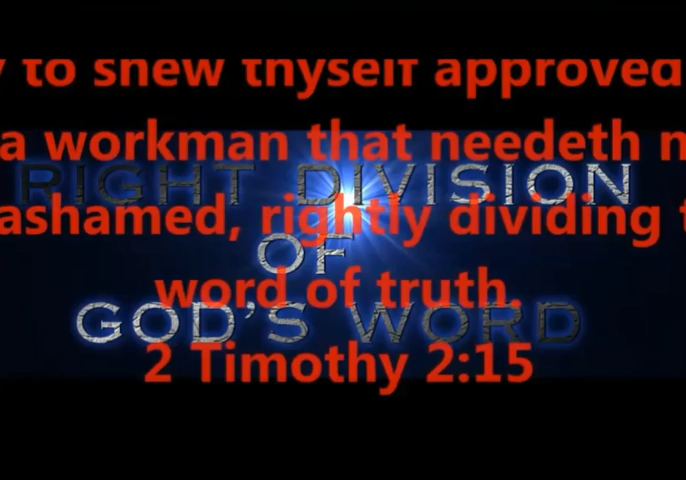 to shew thyself approved
a workman that needeth
RIGHT DIVISION
ashamed, rightly dividing
OF
word of truth.
GOD'S WORD
2 Timothy 2:15